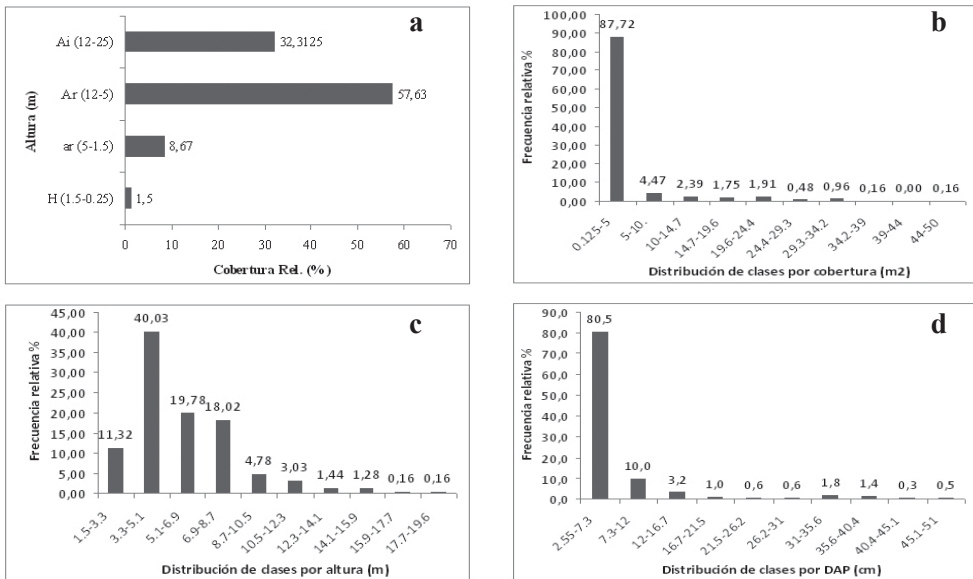 a
Altura (m)
Ai (12-25)
32,3125
Ar (12-5)
57,63
ar (5-1.5)
8,67
H (1.5-0.25)
1,5
0 10 20 30 40 50 60 70
Cobertura Rel. (%)
b
Frecuencia relativa %
100,00
90,00
80,00
70,00
60,00
50,00
40,00
30,00
20,00
10,00
0,00
87,72 4,47 2,39 1,75 1,91 0,48 0,96 0,16 0,00 0,16
0.125-5 5-10. 10-14.7 14.7-19.6 19.6-24.4 24.4-29.3 29.3-34.2 34.2-39 39-44 44-50
Distribución de clases por cobertura (m2)
c
Frecuencia relativa %
45,00
40,00
35,00
30,00
25,00
20,00
15,00
10,00
5,00
0,00
11,32 40,03 19,78 18,02 4,78 3,03 1,44 1,28 0,16 0,16
1.5-3.3 3.3-5.1 5.1-6.9 6.9-8.7 8.7-10.5 10.5-12.3 12.3-14.1 14.1-15.9 15.9-17.7 17.7-19.6
Distribución de clases por altura (m)
d
Frecuencia relativa %
90,0
80,0
70,0
60,0
50,0
40,0
30,0
20,0
10,0
0,0
80,5 10,0 3,2 1,0 0,6 0,6 1,8 1,4 0,3 0,5
2.55-7.3 7.3-12 12-16.7 16.7-21.5 21.5-26.2 26.2-31 31-35.6 35.6-40.4 40.4-45.1 45.1-51
Distribución de clases por DAP (cm)